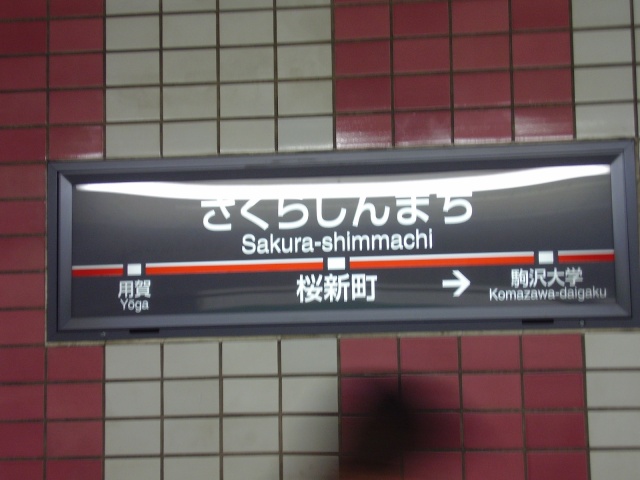 さくらしんまち
Sakura-shimmachi
用賀 桜新町 → 駒沢大学
Yōga Komazawa-daigaku